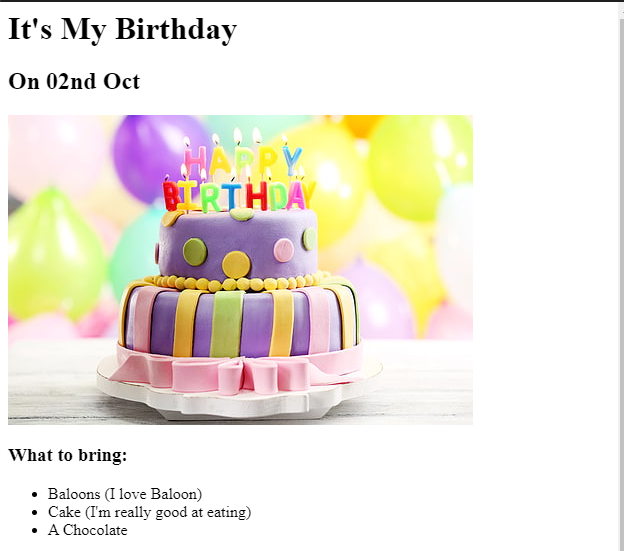 It's My Birthday
On 02nd Oct
HAPPY
BIRTHDAY
What to bring:
Baloons (I love Baloon)
Cake (I'm really good at eating)
A Chocolate